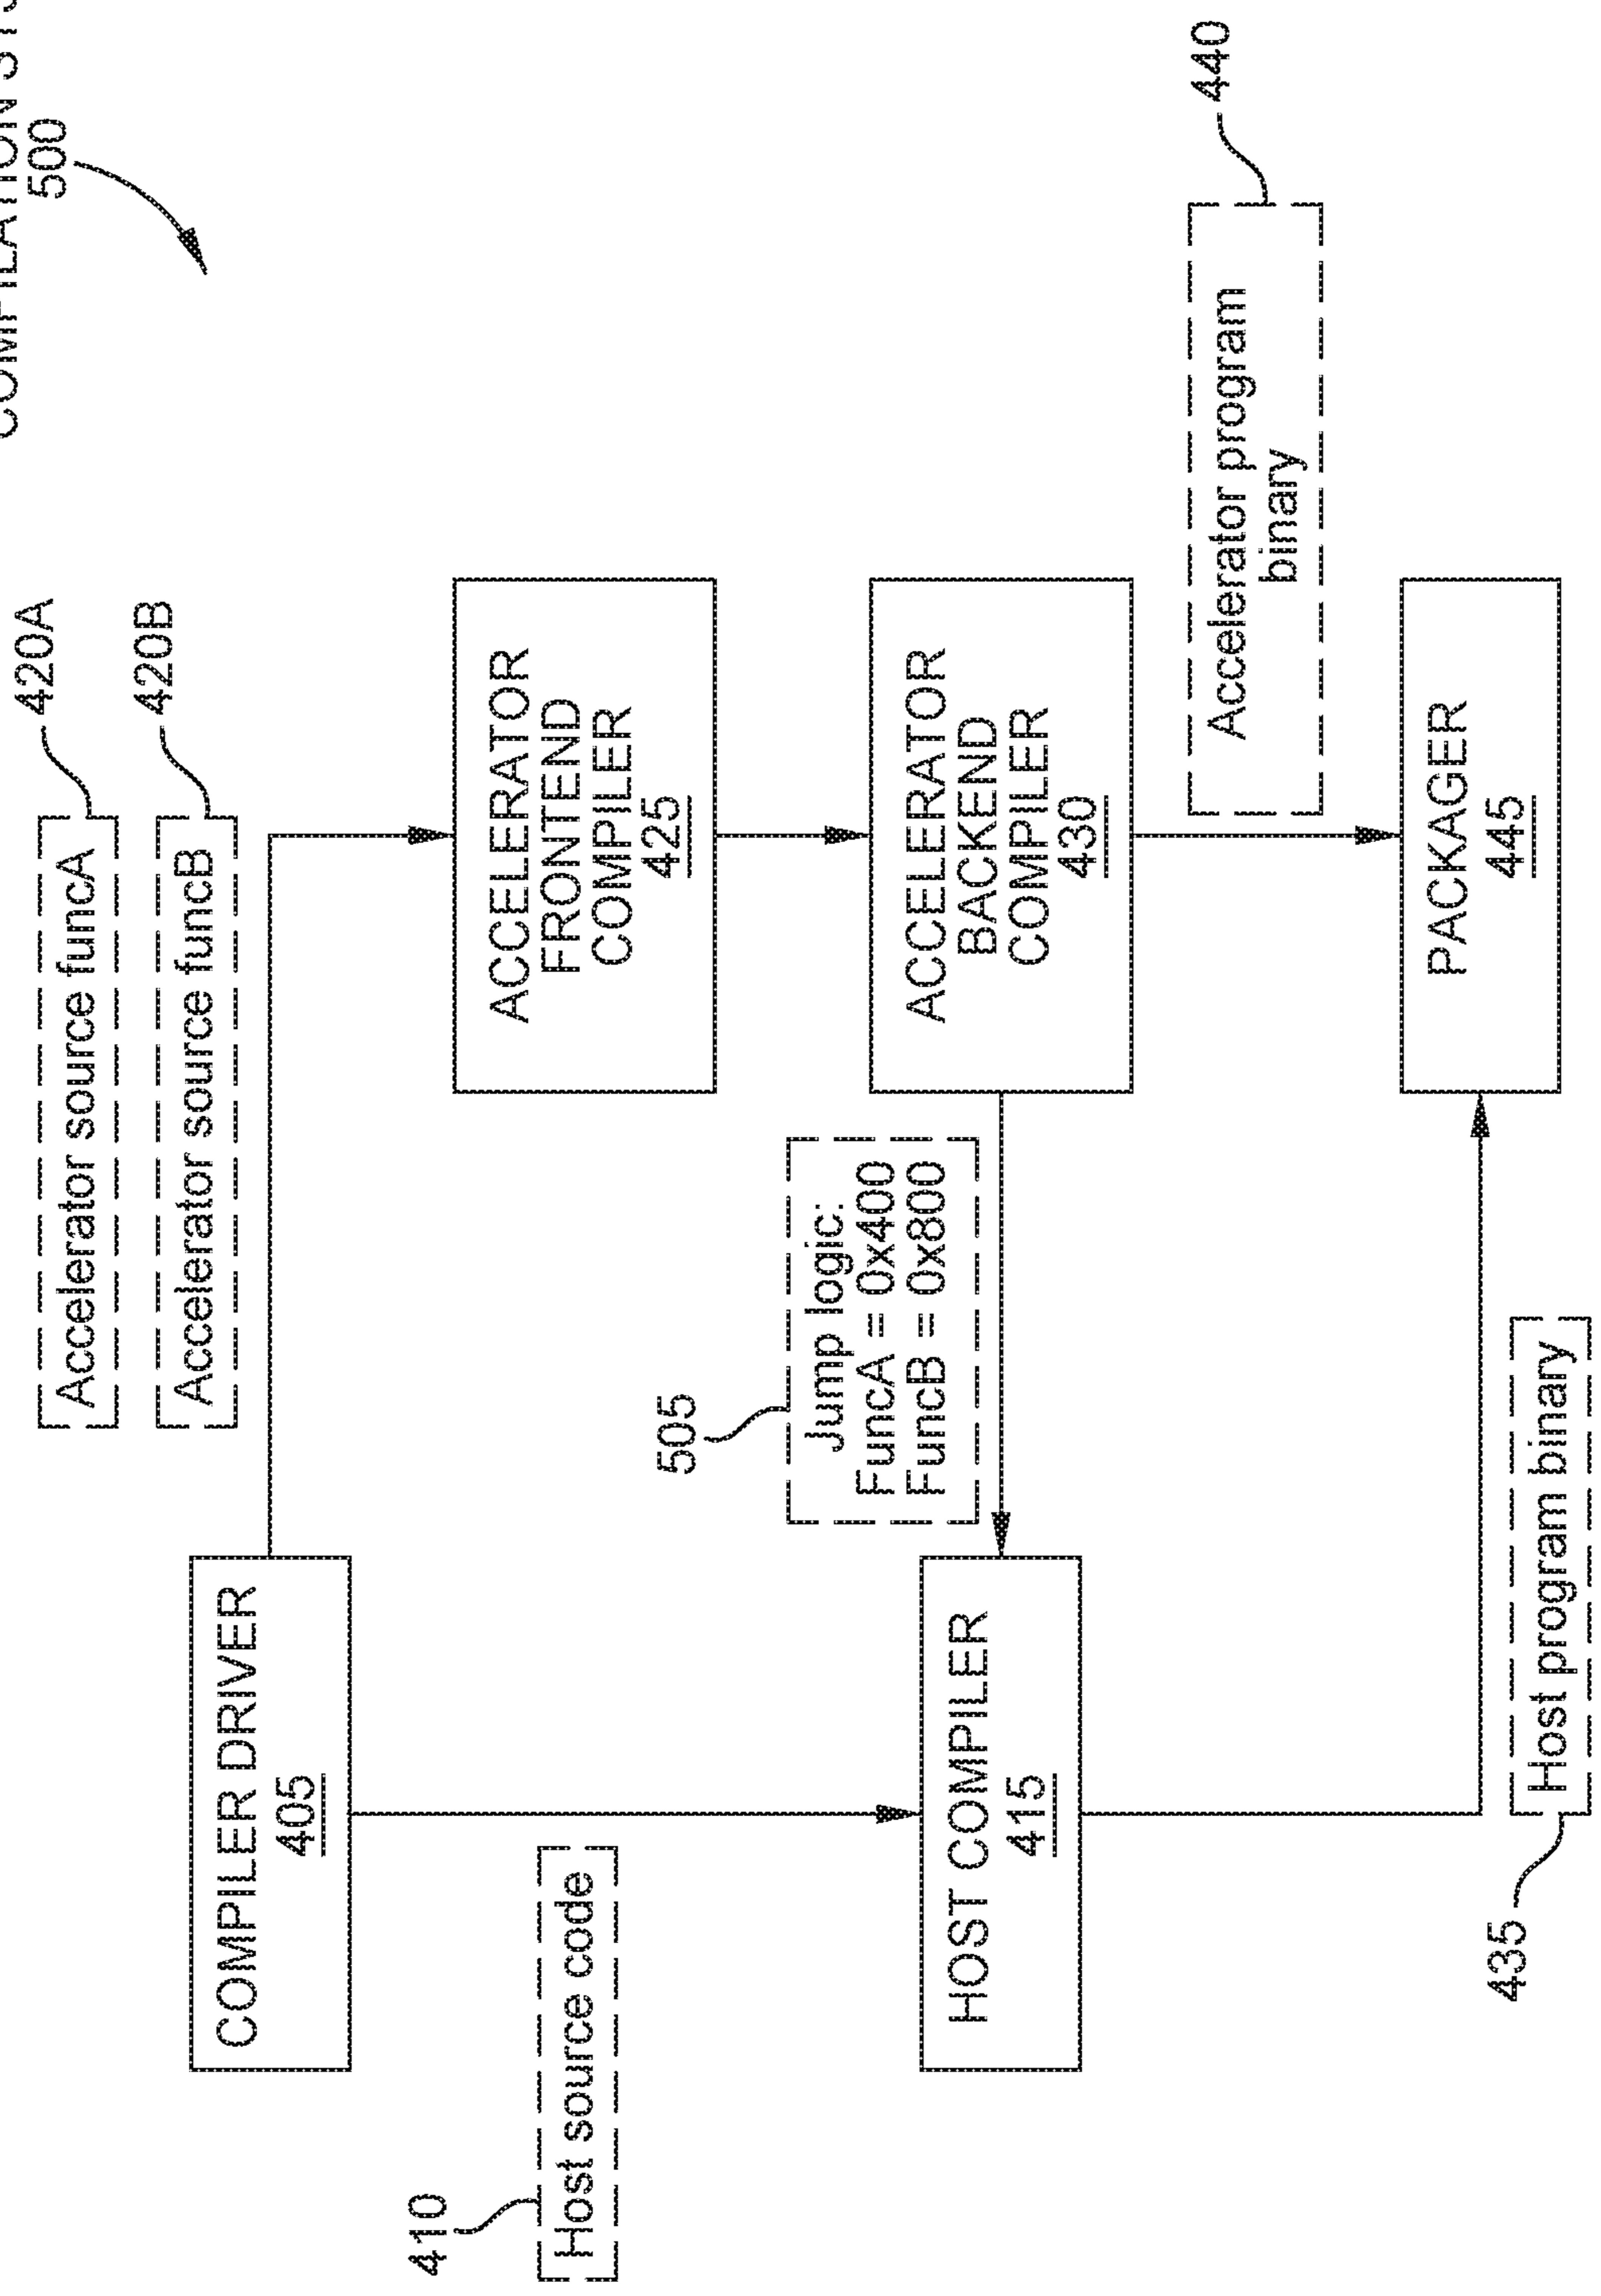 COMPILATION
500
420A
Accelerator source funcA
420B
Accelerator source funcB
COMPILER DRIVER
405
410
Host source code
ACCELERATOR
FRONTEND
COMPILER
425
505
Jump logic:
FuncA = 0x400
FuncB = 0x800
ACCELERATOR
BACKEND
COMPILER
430
HOST COMPILER
415
440
Accelerator program
binary
PACKAGER
445
435
Host program binary